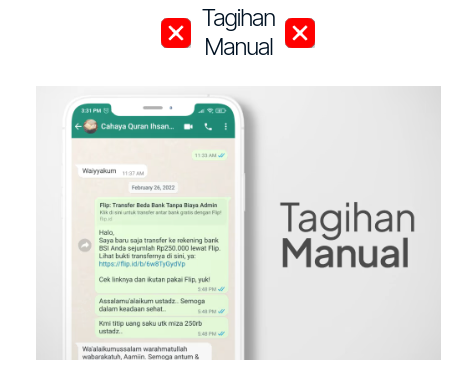 Tagihan
Manual
3:31 PM
Cahaya Quran Ihsan...
11:33 AM
Waiyyakum 11:37 AM
February 26, 2022
Flip: Transfer Beda Bank Tanpa Biaya Admin
Klik di sini untuk transfer antar bank gratis dengan Flip!
flip.id
Halo,
Saya baru saja transfer ke rekening bank
BSI Anda sejumlah Rp250.000 lewat Flip.
Lihat bukti transfernya di sini, ya:
https://flip.id/b/6w8TyGydVp
Cek linknya dan ikutan pakai Flip, yuk!
5:48 PM
Assalamu'alaikum ustadz.. Semoga
dalam keadaan sehat..
5:48 PM
Kmi titip uang saku utk miza 250rb
ustadz..
5:48 PM
Wa'alaikumussalam warahmatullah
wabarakatuh, Aamiin. Semoga antum &
Tagihan
Manual